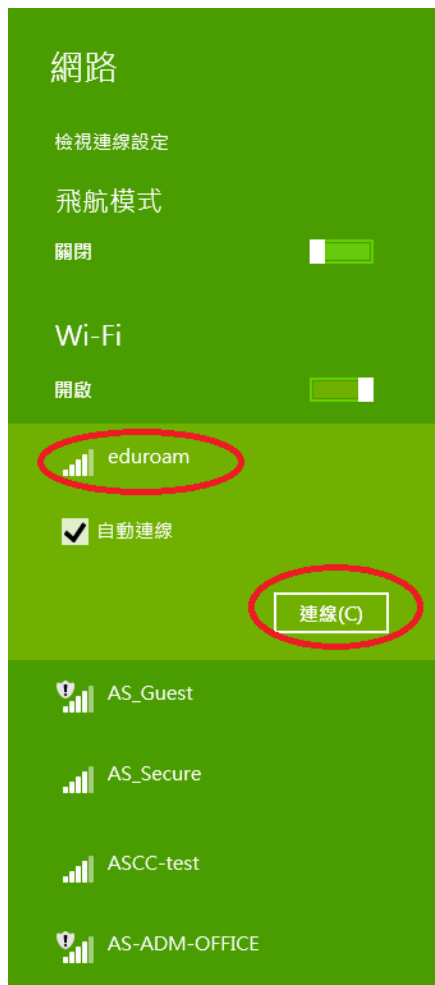 網路
檢視連線設定
飛航模式
關閉
Wi-Fi
開啟
eduroam
自動連線
連線(C)
AS_Guest
AS_Secure
ASCC-test
AS-ADM-OFFICE